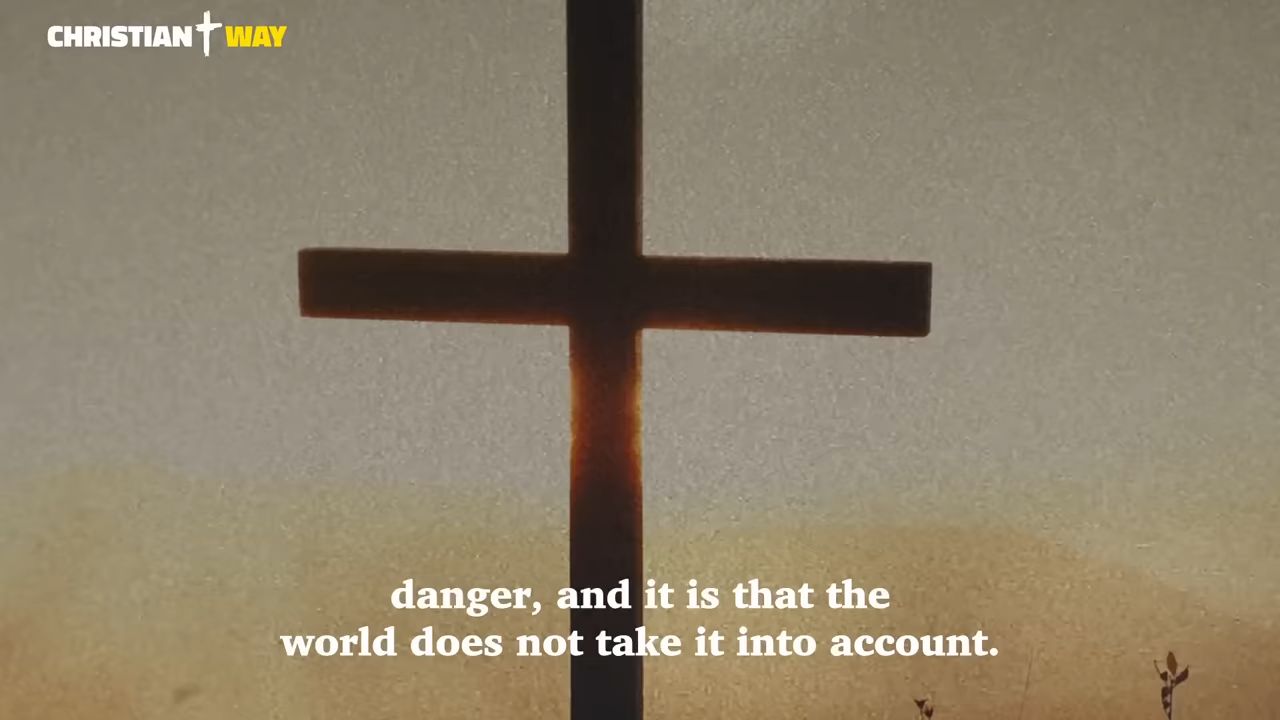 CHRISTIAN WAY
danger, and it is that the
world does not take it into account.